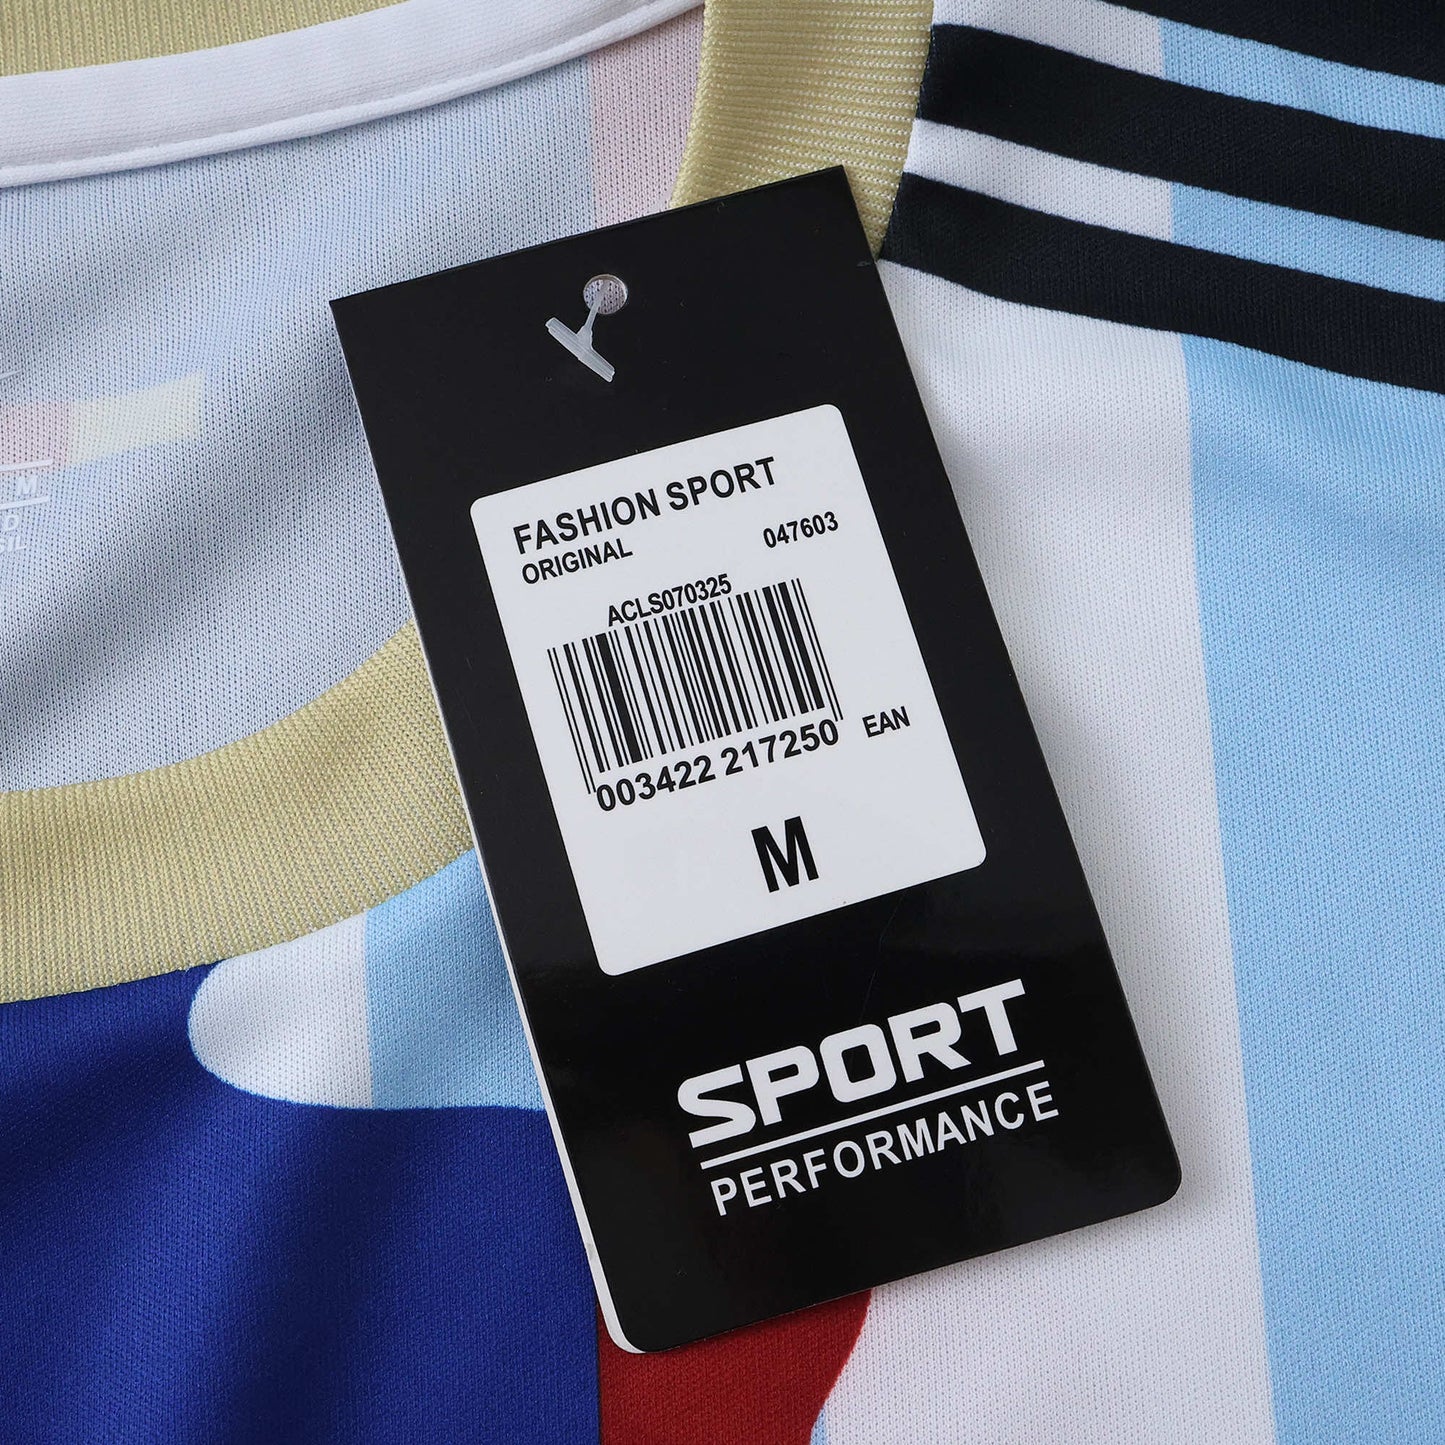 FASHION SPORT
ORIGINAL
047603
ACLS070325
003422 217250
EAN
M
SPORT
PERFORMANCE
M